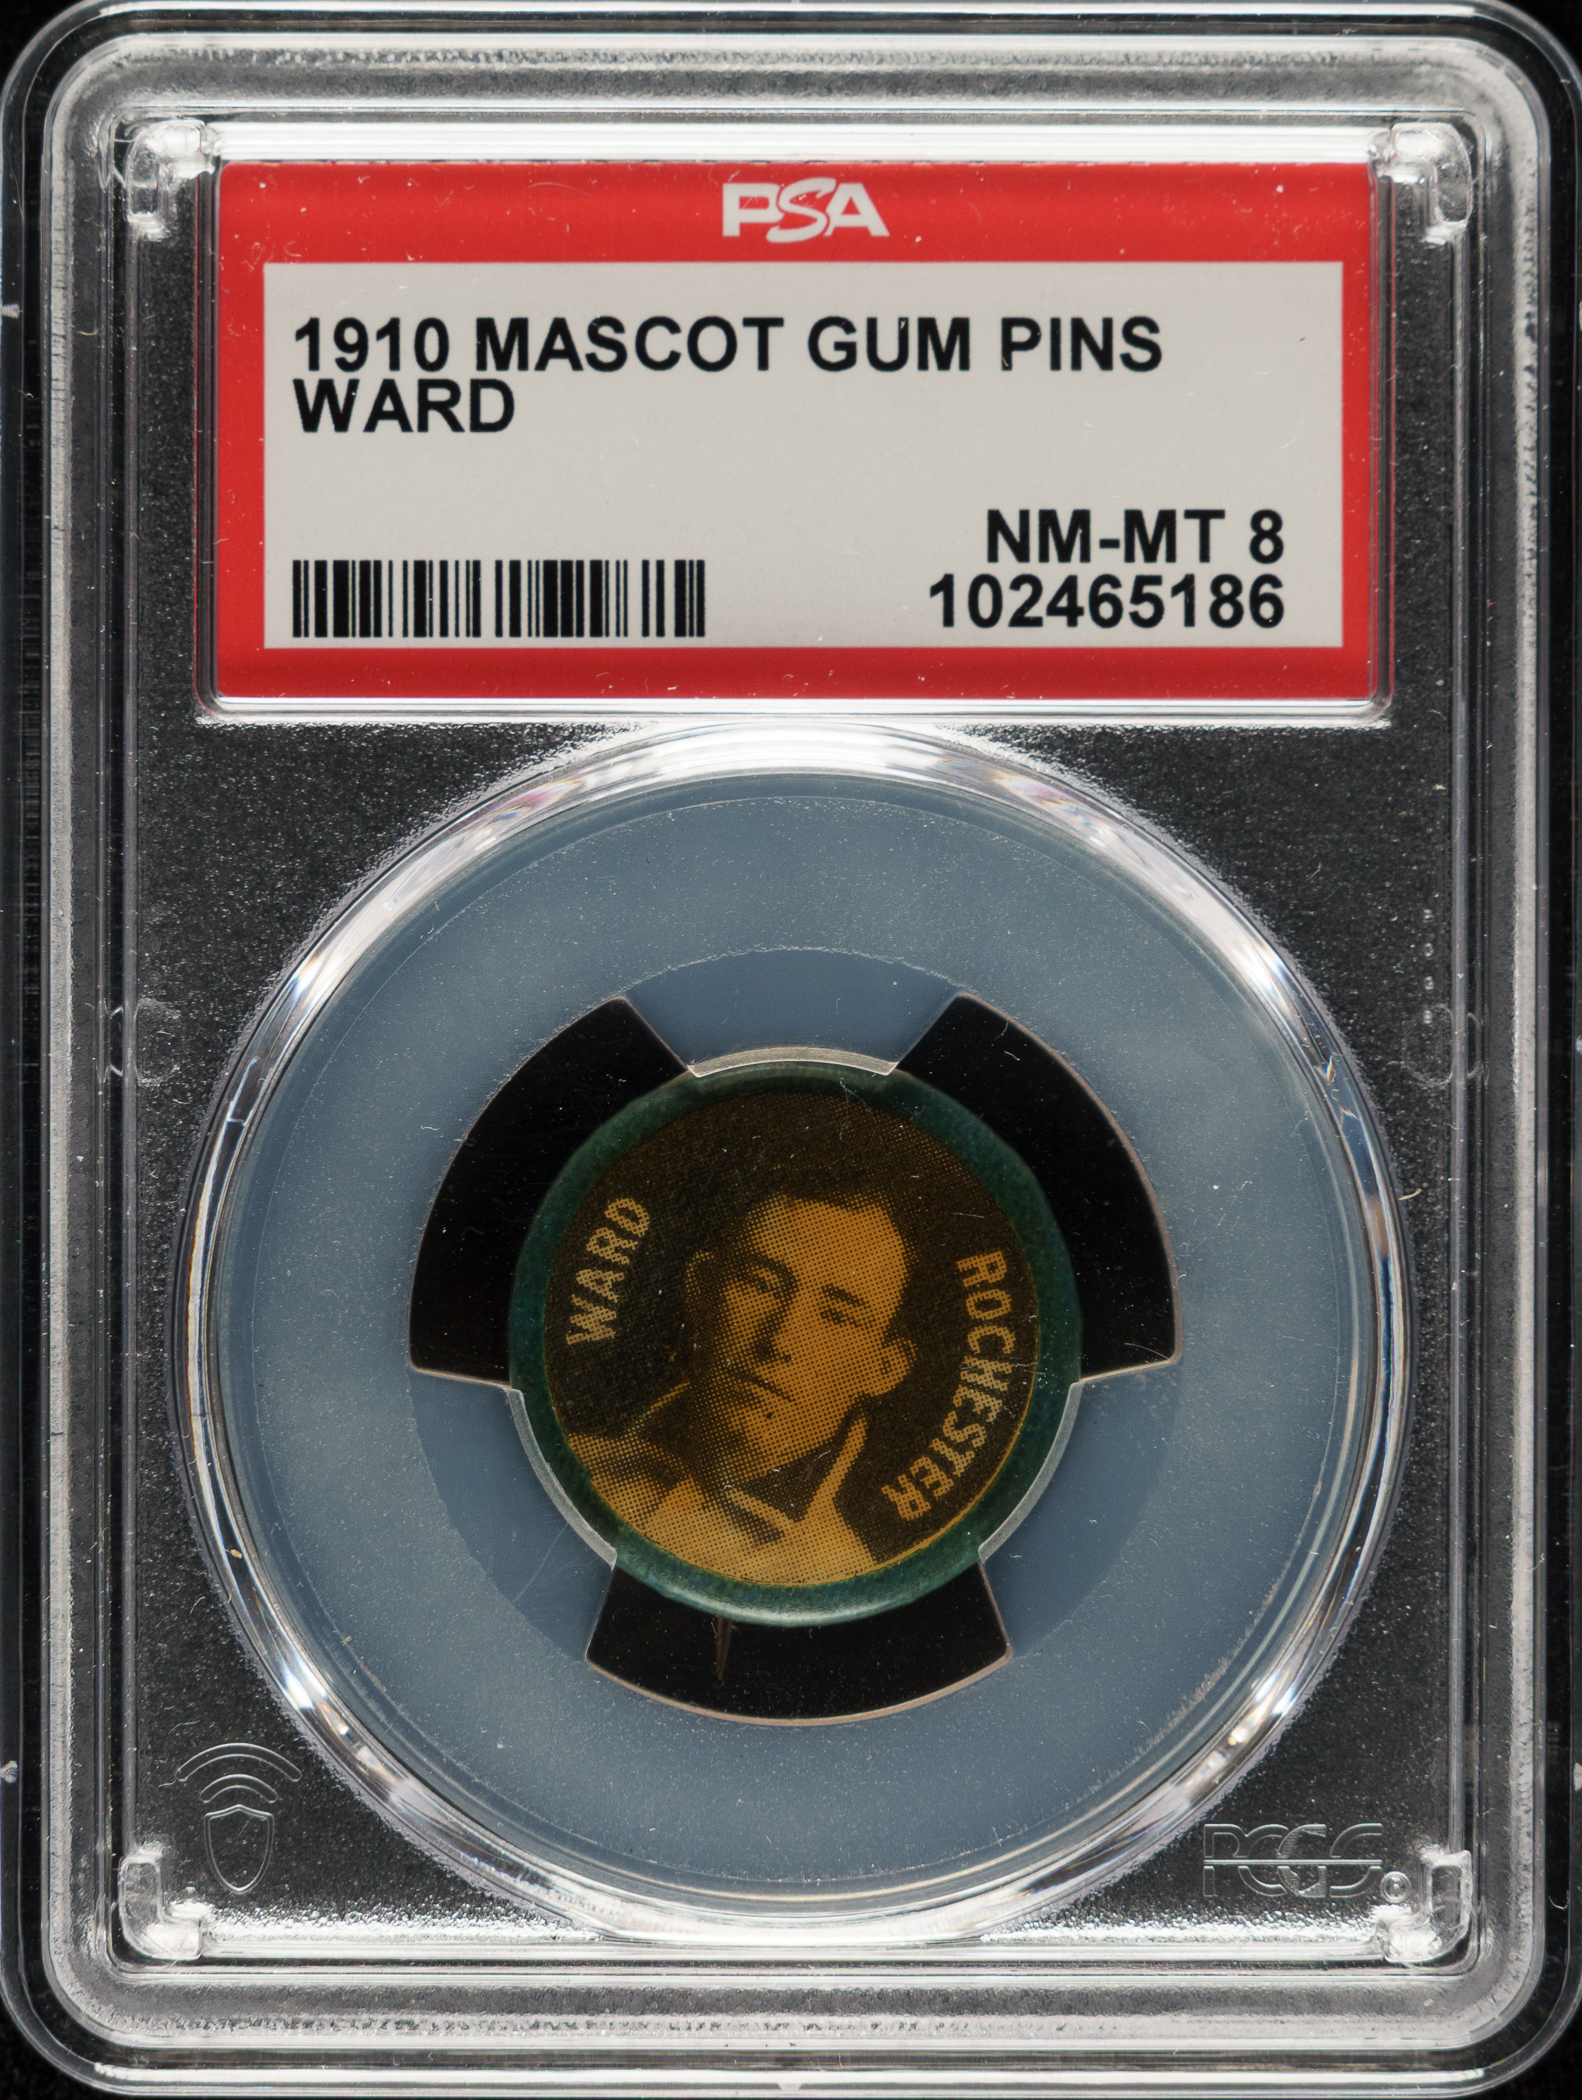 PSA
1910 MASCOT GUM PINS
WARD
NM-MT 8
102465186
WARD
ROCHESTER
PCGS
©